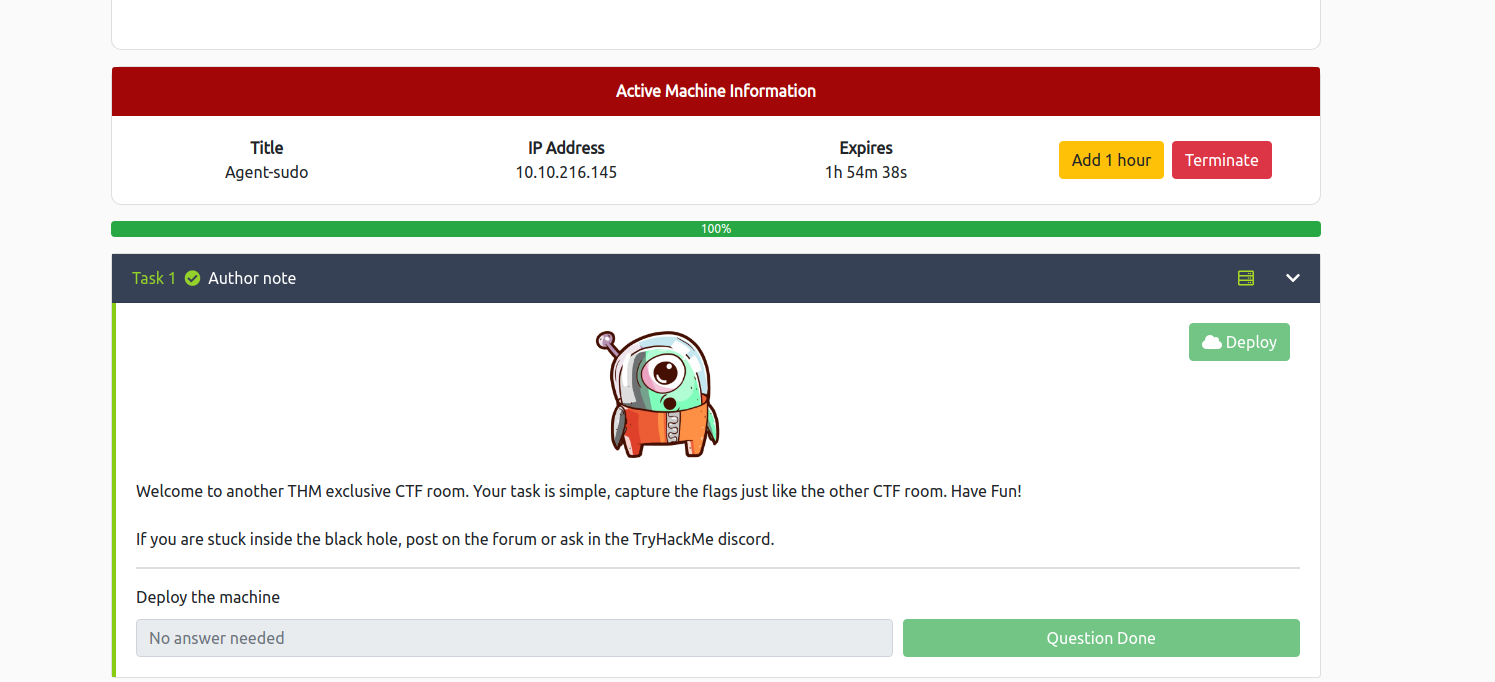 Active Machine Information
Title
IP Address
Expires
Agent-sudo
10.10.216.145
1h 54m 38s
Add 1 hour
Terminate
100%
Task 1
Author note
Deploy
Welcome to another THM exclusive CTF room. Your task is simple, capture the flags just like the other CTF room. Have Fun!
If you are stuck inside the black hole, post on the forum or ask in the TryHackMe discord.
Deploy the machine
No answer needed
Question Done